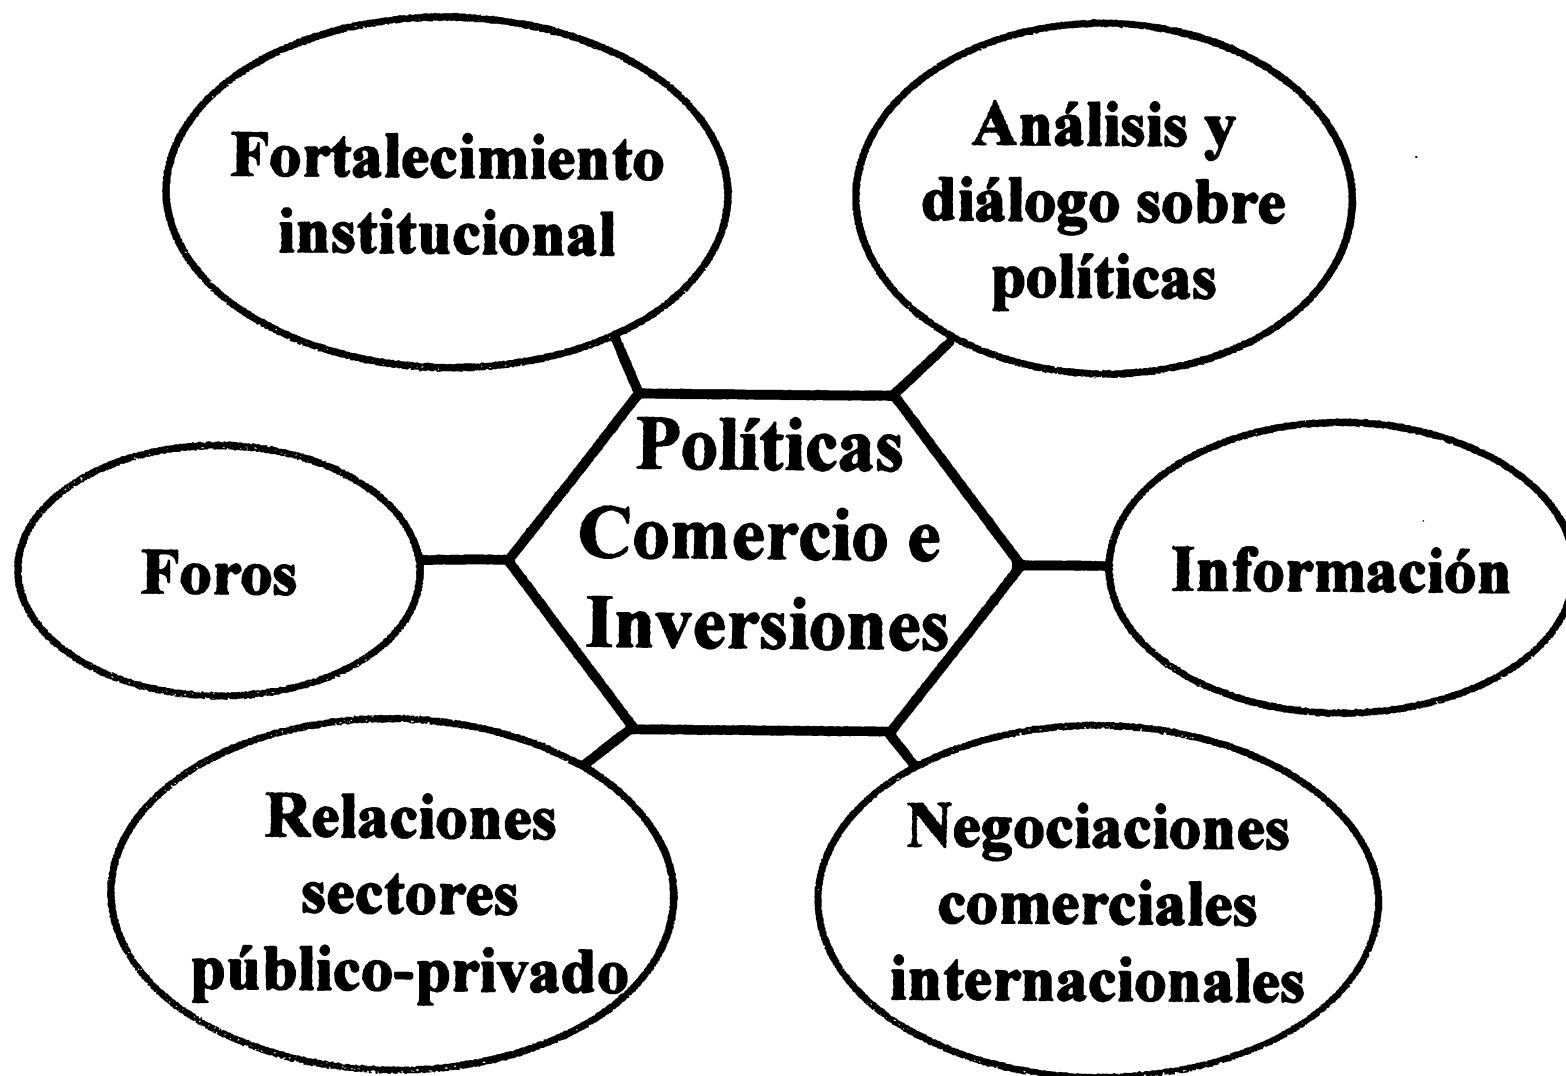 Fortalecimiento
institucional
Análisis y
diálogo sobre
políticas
Políticas
Comercio e
Inversiones
Foros
Información
Relaciones
sectores
público-privado
Negociaciones
comerciales
internacionales